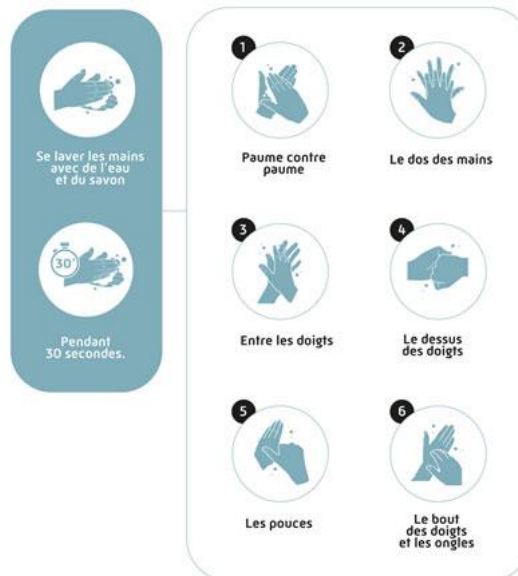 Se laver les mains
avec de l'eau
et du savon
30'
Pendant
30 secondes.
1
Paume contre
paume
2
Le dos des mains
3
Entre les doigts
4
Le dessus
des doigts
5
Les pouces
6
Le bout
des doigts
et les ongles